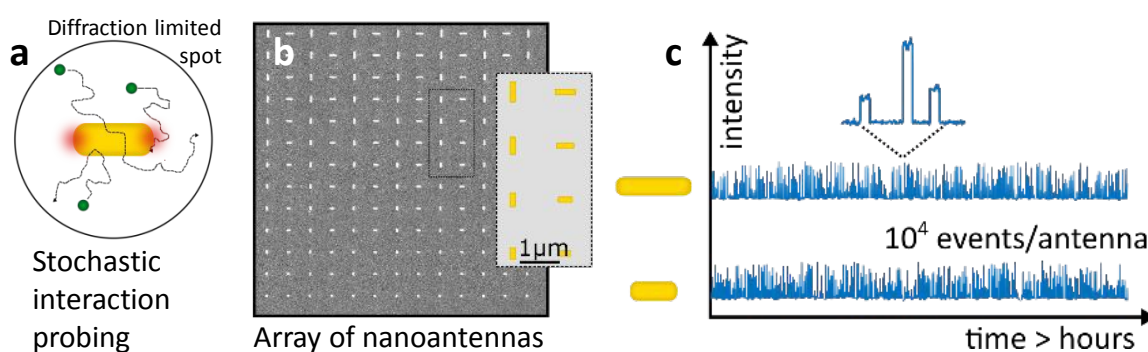 a
Diffraction limited
spot
Stochastic
interaction
probing
b
1µm
Array of nanoantennas
c
intensity
10⁴ events/antenna
time > hours